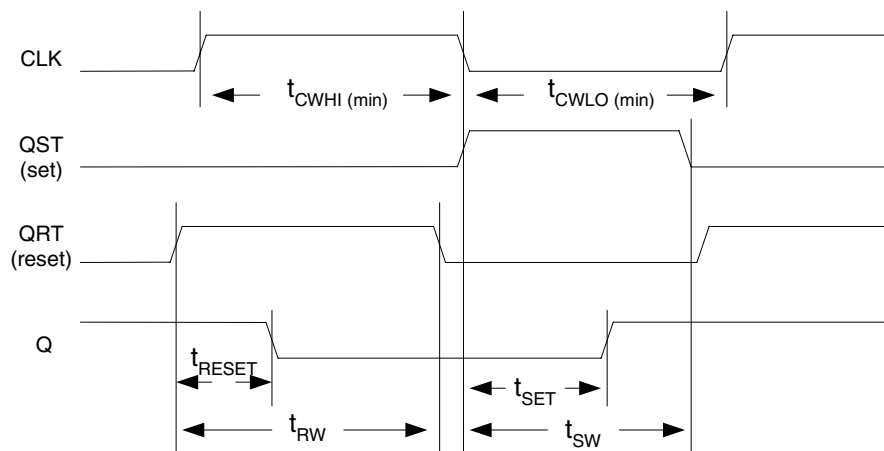 CLK
tCWHI (min)
tCWLO (min)
QST
(set)
QRT
(reset)
Q
tRESET
tSET
tRW
tSW